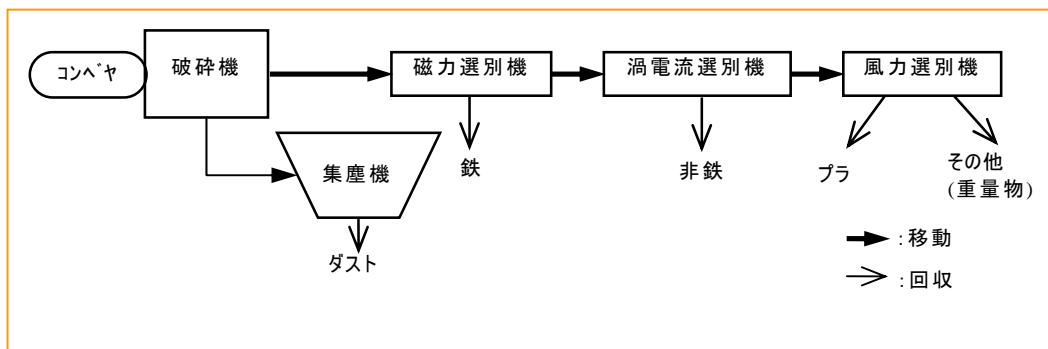 コンベヤ
破砕機
磁力選別機
渦電流選別機
風力選別機
集塵機
鉄
非鉄
プラ
その他
(重量物)
ダスト
:移動
:回収